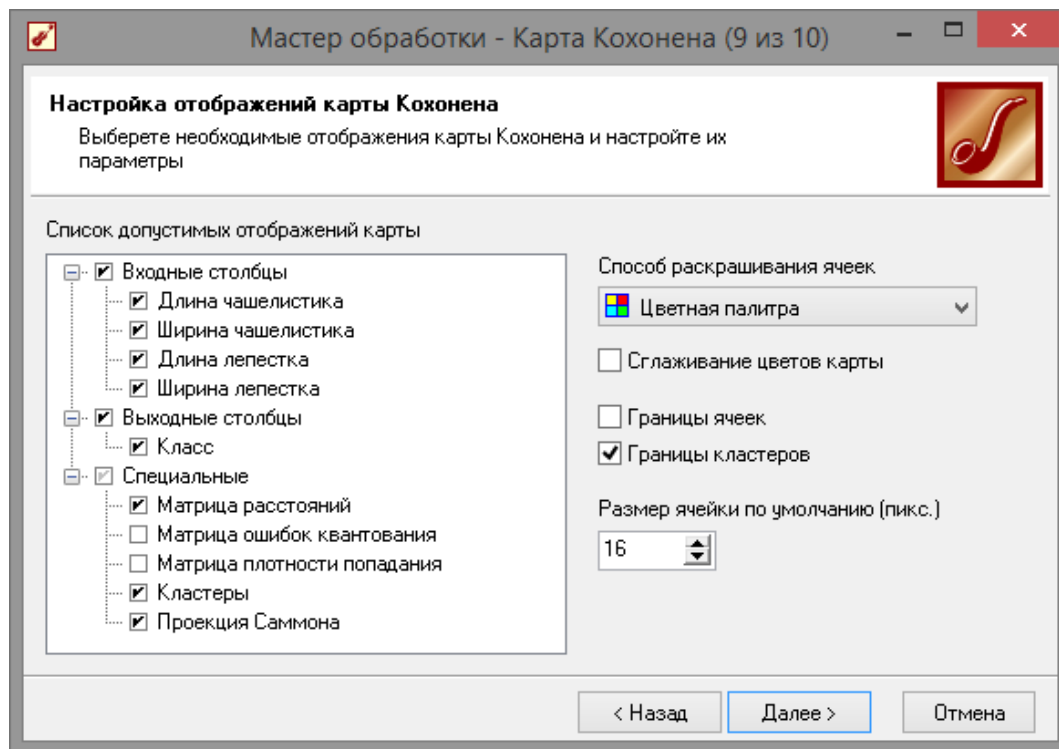 Мастер обработки - Карта Кохонена (9 из 10)
Настройка отображений карты Кохонена
Выберете необходимые отображения карты Кохонена и настройте их
параметры
Список допустимых отображений карты
Входные столбцы
Длина чашелистика
Ширина чашелистика
Длина лепестка
Ширина лепестка
Выходные столбцы
Класс
Специальные
Матрица расстояний
Матрица ошибок квантования
Матрица плотности попадания
Кластеры
Проекция Саммона
Способ раскрашивания ячеек
Цветная палитра
Сглаживание цветов карты
Границы ячеек
Границы кластеров
Размер ячейки по умолчанию (пикс.)
16
< Назад
Далее >
Отмена